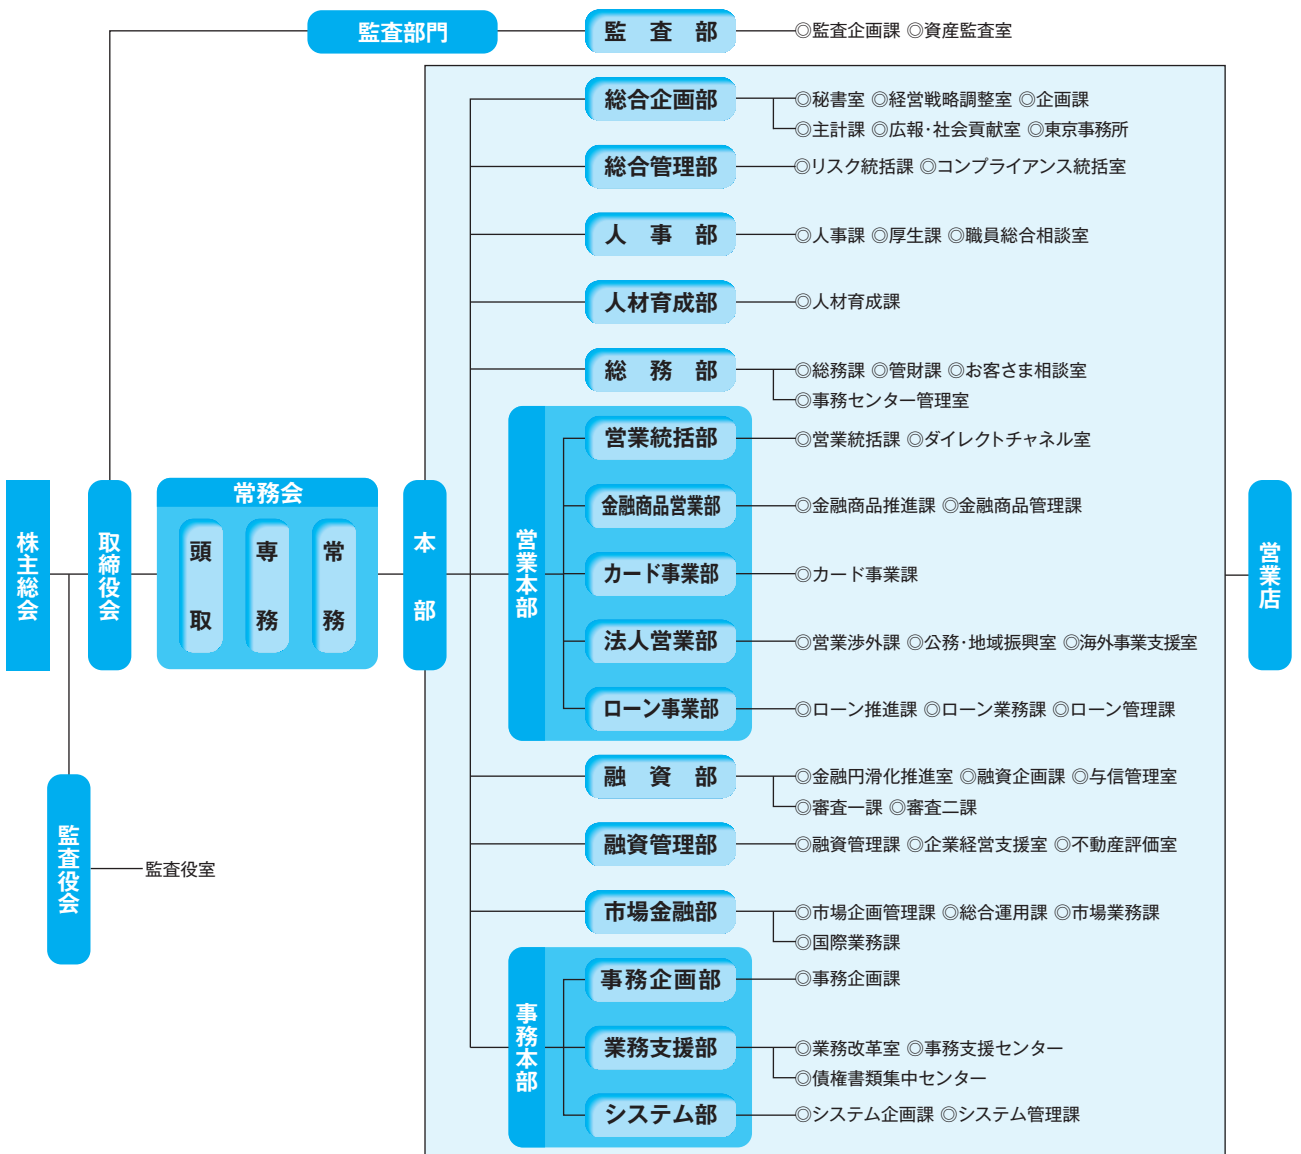 監査部門
監査部
◎監査企画課 ◎資産監査室
総合企画部
◎秘書室 ◎経営戦略調整室 ◎企画課
◎主計課 ◎広報・社会貢献室 ◎東京事務所
総合管理部
◎リスク統括課 ◎コンプライアンス統括室
人事部
◎人事課 ◎厚生課 ◎職員総合相談室
人材育成部
◎人材育成課
総務部
◎総務課 ◎管財課 ◎お客さま相談室
◎事務センター管理室
株主総会
取締役会
常務会
頭取
専務
常務
本部
営業本部
営業統括部
◎営業統括課 ◎ダイレクトチャネル室
金融商品営業部
◎金融商品推進課 ◎金融商品管理課
カード事業部
◎カード事業課
法人営業部
◎営業渉外課 ◎公務・地域振興室 ◎海外事業支援室
ローン事業部
◎ローン推進課 ◎ローン業務課 ◎ローン管理課
営業店
融資部
◎金融円滑化推進室 ◎融資企画課 ◎与信管理室
◎審査一課 ◎審査二課
融資管理部
◎融資管理課 ◎企業経営支援室 ◎不動産評価室
監査役会
監査役室
市場金融部
◎市場企画管理課 ◎総合運用課 ◎市場業務課
◎国際業務課
事務本部
事務企画部
◎事務企画課
業務支援部
◎業務改革室 ◎事務支援センター
◎債権書類集中センター
システム部
◎システム企画課 ◎システム管理課